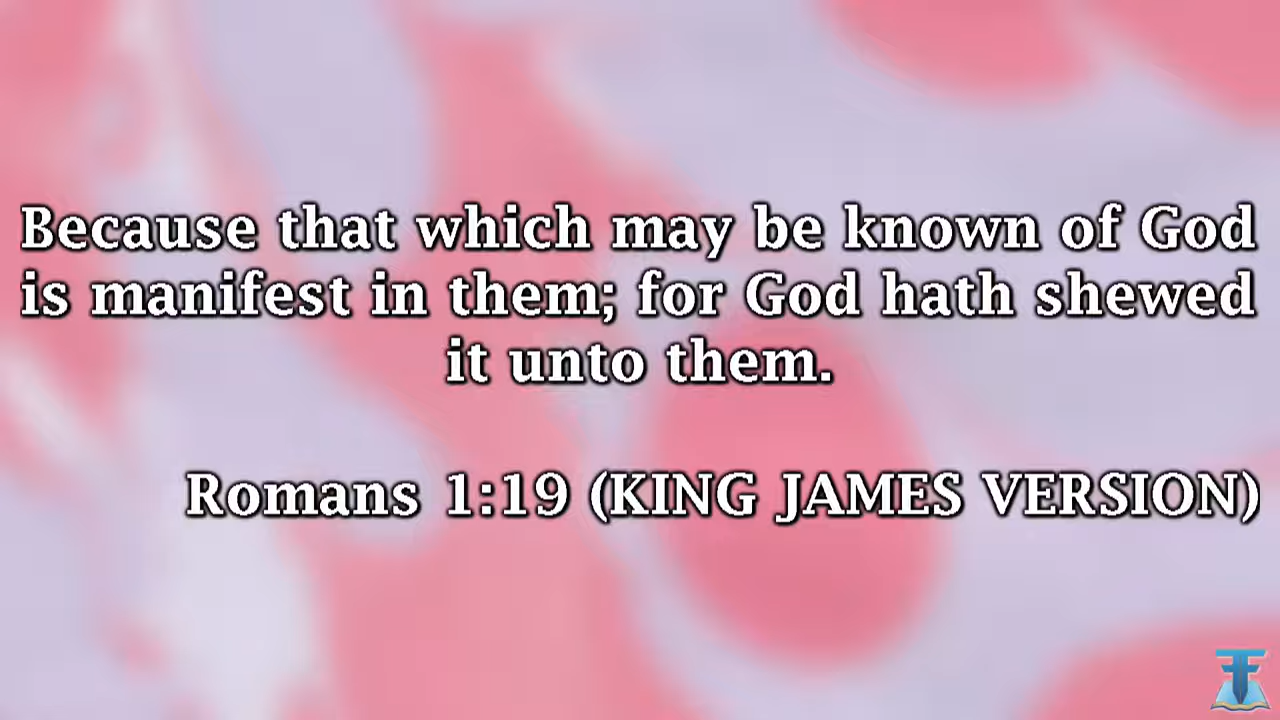 Because that which may be known of God
is manifest in them; for God hath shewed
it unto them.
Romans 1:19 (KING JAMES VERSION)